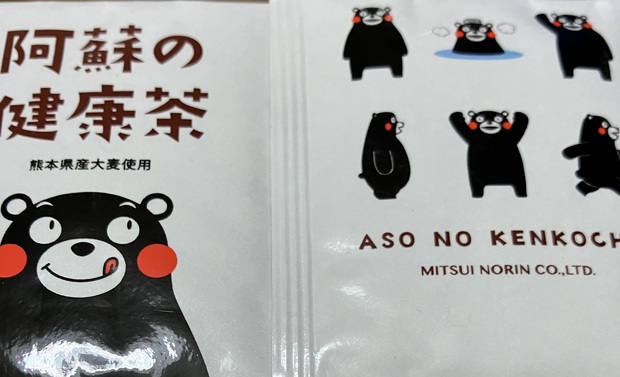 阿蘇の
健康茶
熊本県産大麦使用
ASO NO KENKOCH
MITSUI NORIN CO.,LTD.